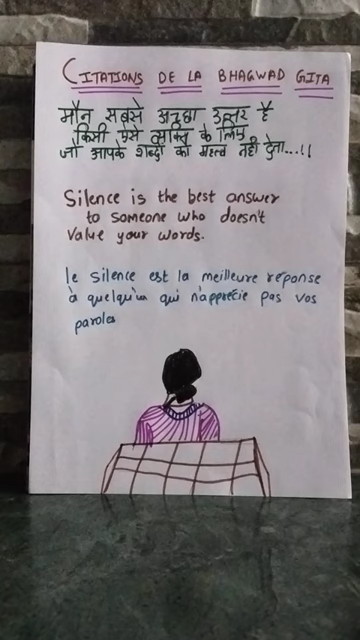 CITATIONS DE LA BHAGWAD GITA
मौन सबसे अच्छा उत्तर है
किसी ऐसे व्यक्ति के लिए
जो आपके शब्दों को महत्व नही देता...!!
Silence is the best answer
to someone who doesn't
value your words.
le silence est la meilleure réponse
à quelqu'un qui n'apprécie pas vos
paroles